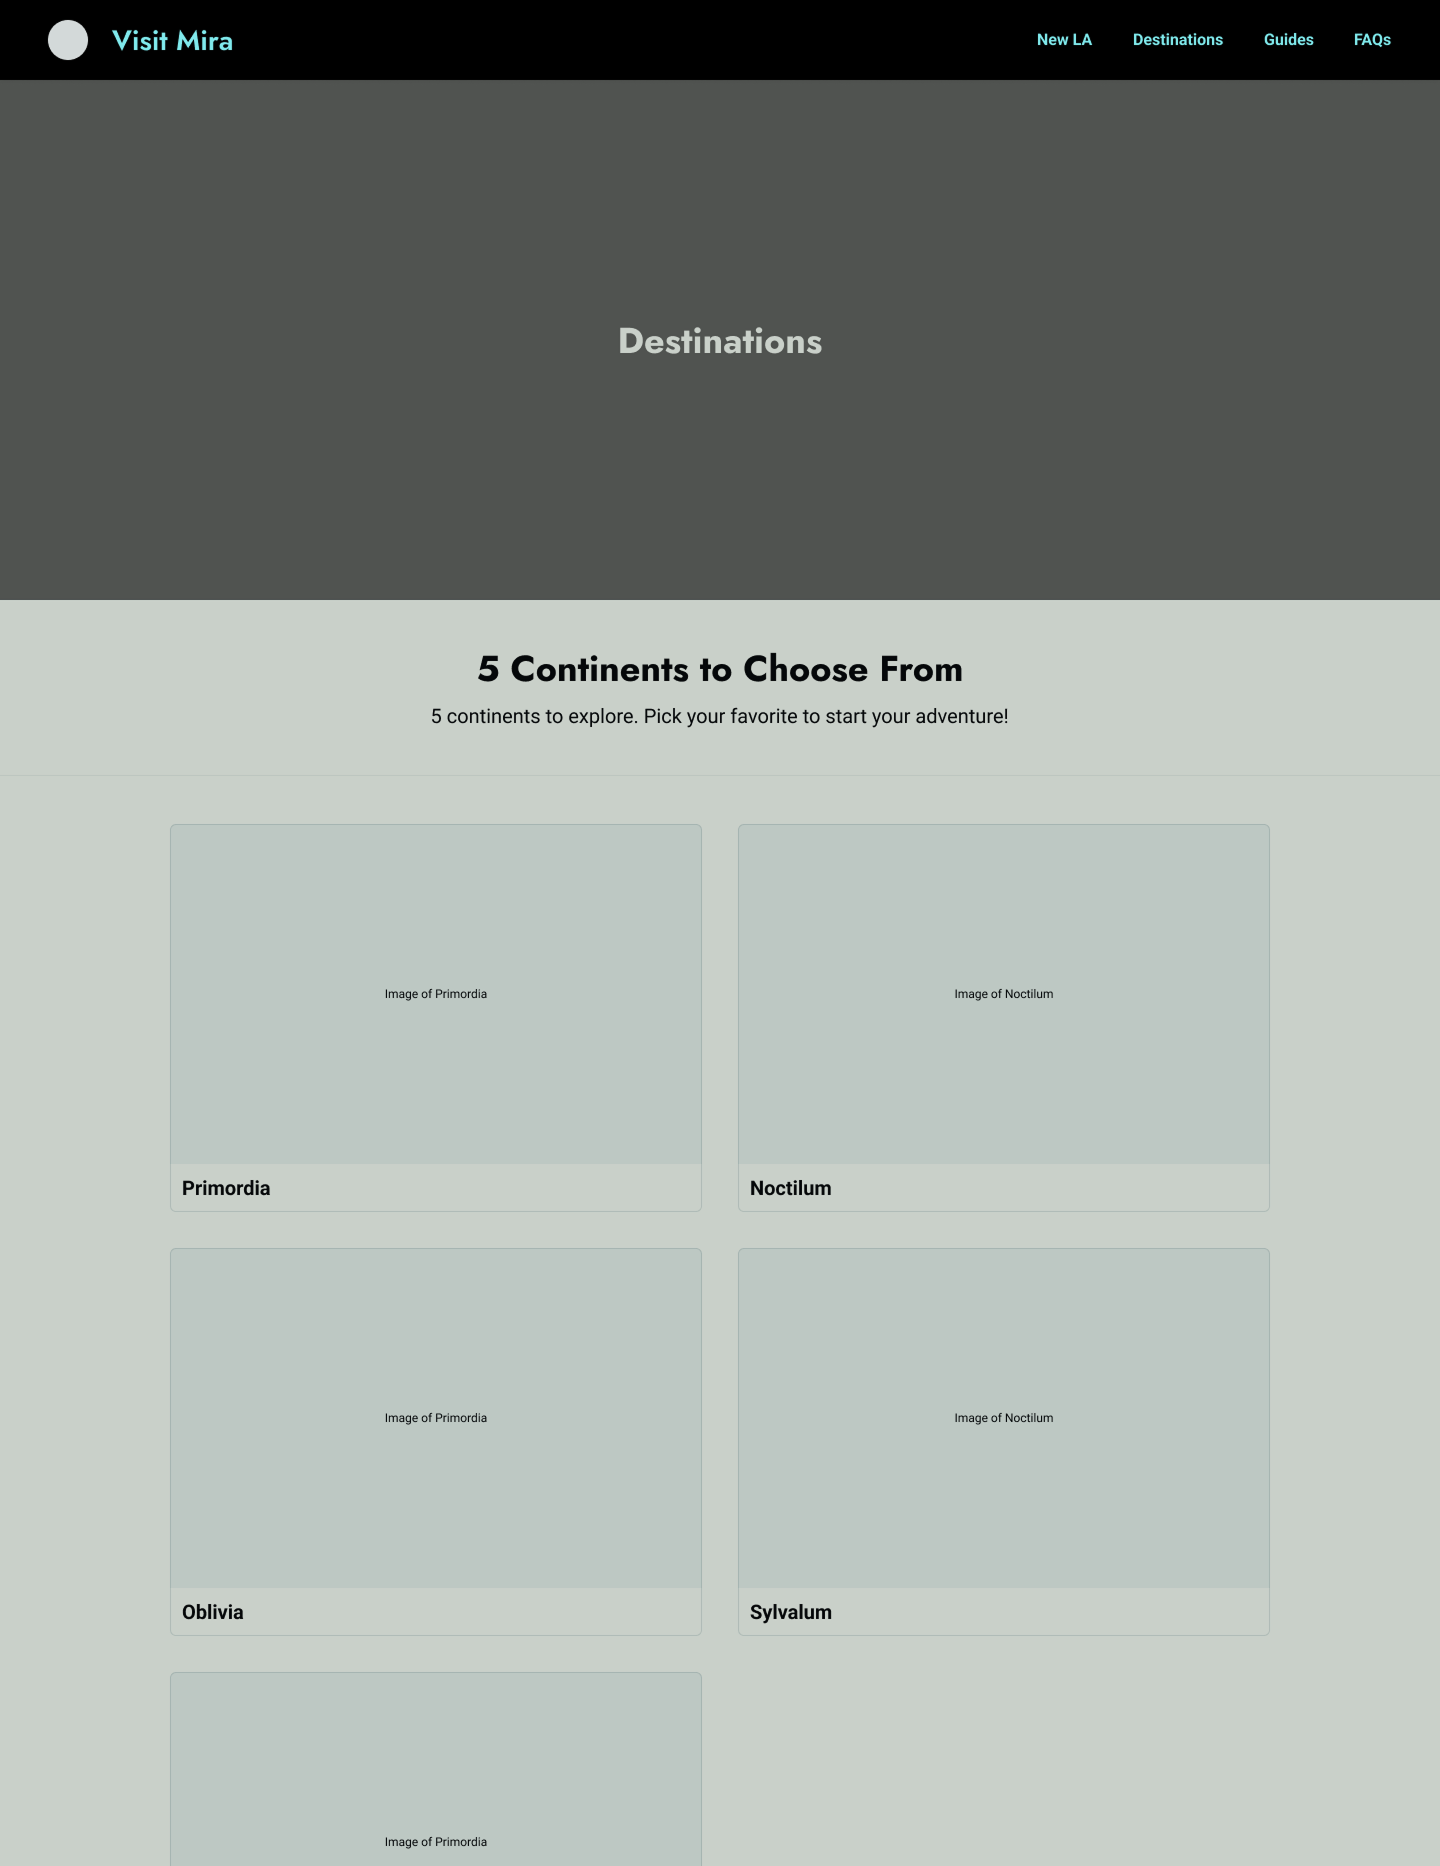 Visit Mira
New LA
Destinations
Guides
FAQs
Destinations
5 Continents to Choose From
5 continents to explore. Pick your favorite to start your adventure!
Image of Primordia
Primordia
Image of Noctilum
Noctilum
Image of Primordia
Oblivia
Image of Noctilum
Sylvalum
Image of Primordia